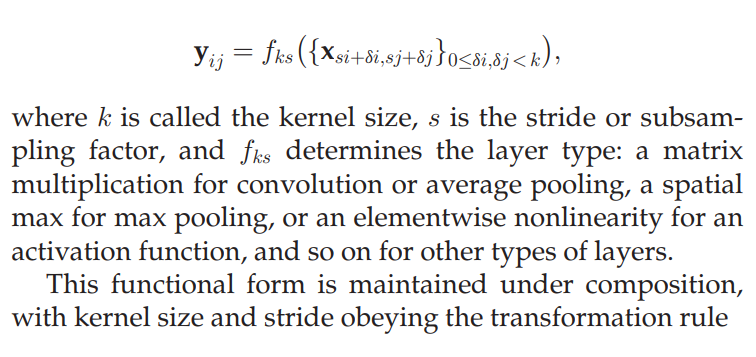 y_{ij} = f_{ks}({x_{si+δi,sj+δj}}_{0≤δi,δj<k}),
where k is called the kernel size, s is the stride or subsam-
pling factor, and f_{ks} determines the layer type: a matrix
multiplication for convolution or average pooling, a spatial
max for max pooling, or an elementwise nonlinearity for an
activation function, and so on for other types of layers.
This functional form is maintained under composition,
with kernel size and stride obeying the transformation rule